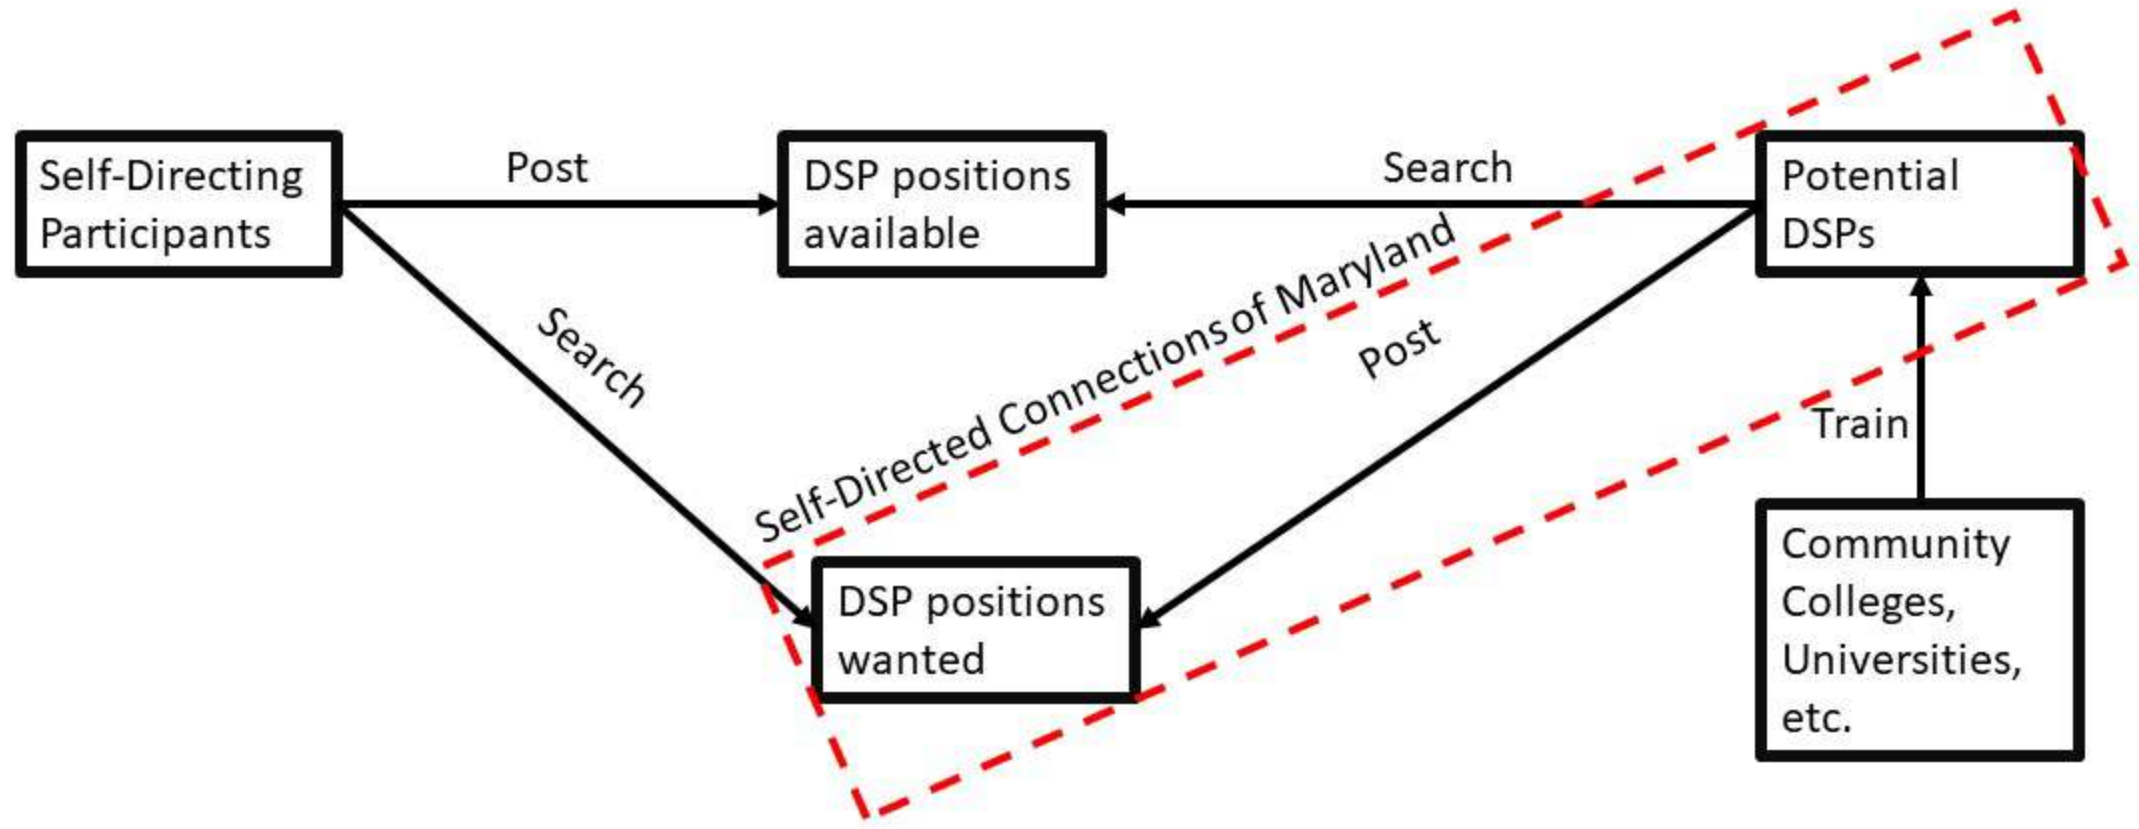 Self-Directing
Participants
Post
DSP positions
available
Search
Potential
DSPs
Search
Self-Directed Connections of Maryland
Post
Train
DSP positions
wanted
Community
Colleges,
Universities,
etc.